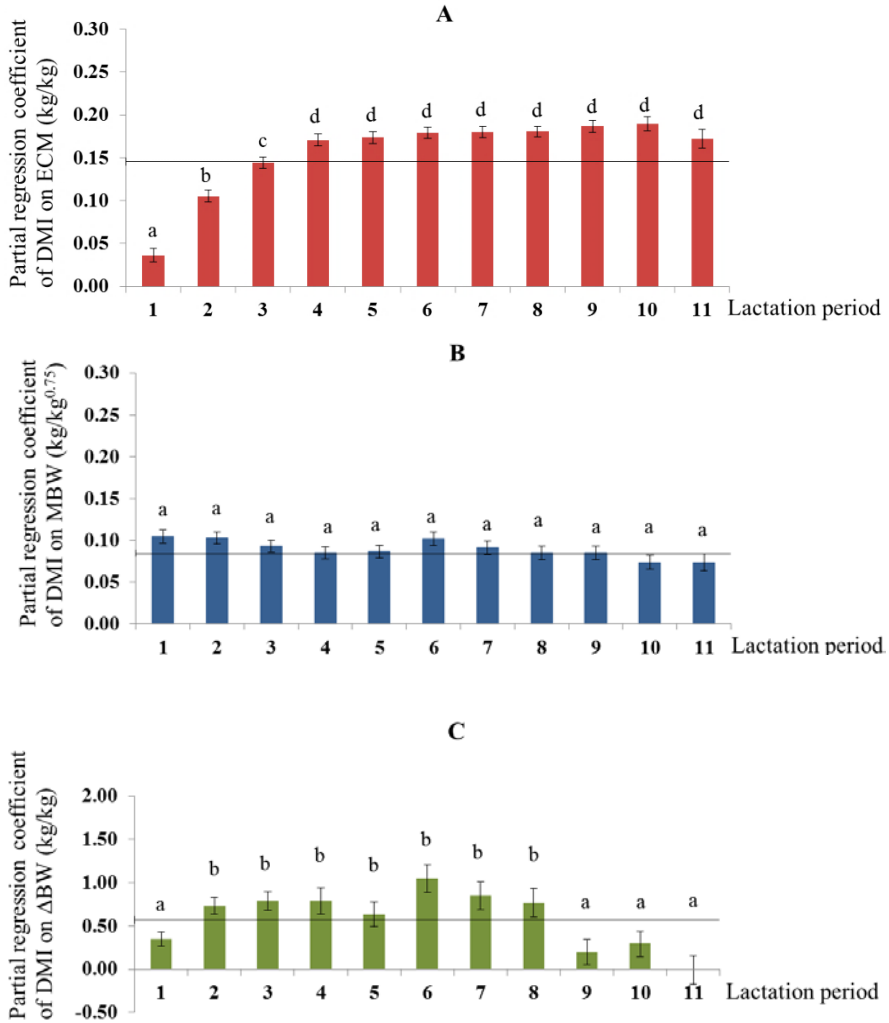 A
Partial regression coefficient
of DMI on ECM (kg/kg)
0.30
0.25
0.20
0.15
0.10
0.05
0.00
a
b
c
d
d
d
d
d
d
d
d
1 2 3 4 5 6 7 8 9 10 11 Lactation period
B
Partial regression coefficient
of DMI on MBW (kg/kg^0.75)
0.30
0.25
0.20
0.15
0.10
0.05
0.00
a a a a a a a a a a a
1 2 3 4 5 6 7 8 9 10 11 Lactation period
C
Partial regression coefficient
of DMI on ΔBW (kg/kg)
2.00
1.50
1.00
0.50
0.00
-0.50
a b b b b b b b a a a
1 2 3 4 5 6 7 8 9 10 11 Lactation period